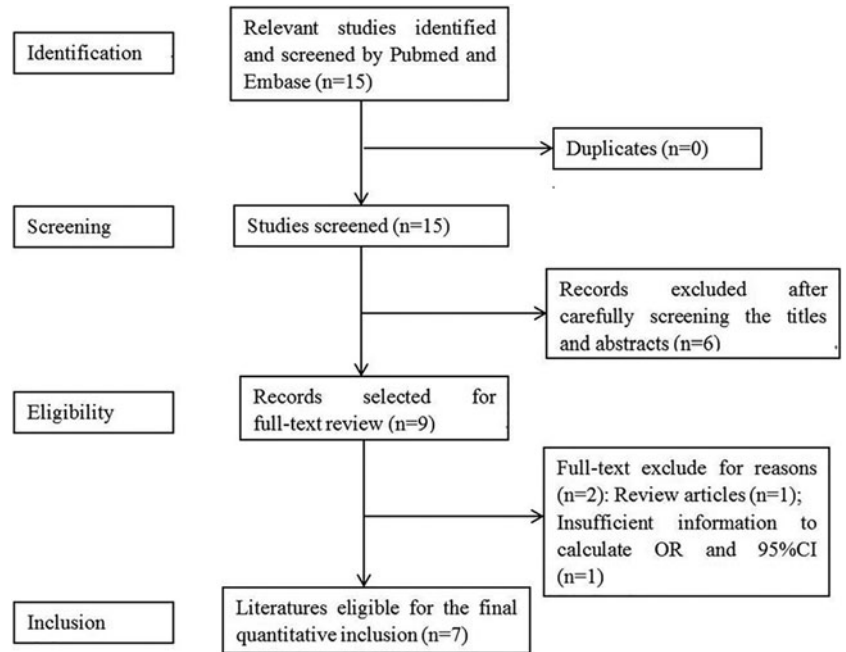 Identification
Relevant studies identified
and screened by Pubmed and
Embase (n=15)
Duplicates (n=0)
Screening
Studies screened (n=15)
Records excluded after
carefully screening the titles
and abstracts (n=6)
Eligibility
Records selected for
full-text review (n=9)
Full-text exclude for reasons
(n=2): Review articles (n=1);
Insufficient information to
calculate OR and 95%CI
(n=1)
Inclusion
Literatures eligible for the final
quantitative inclusion (n=7)